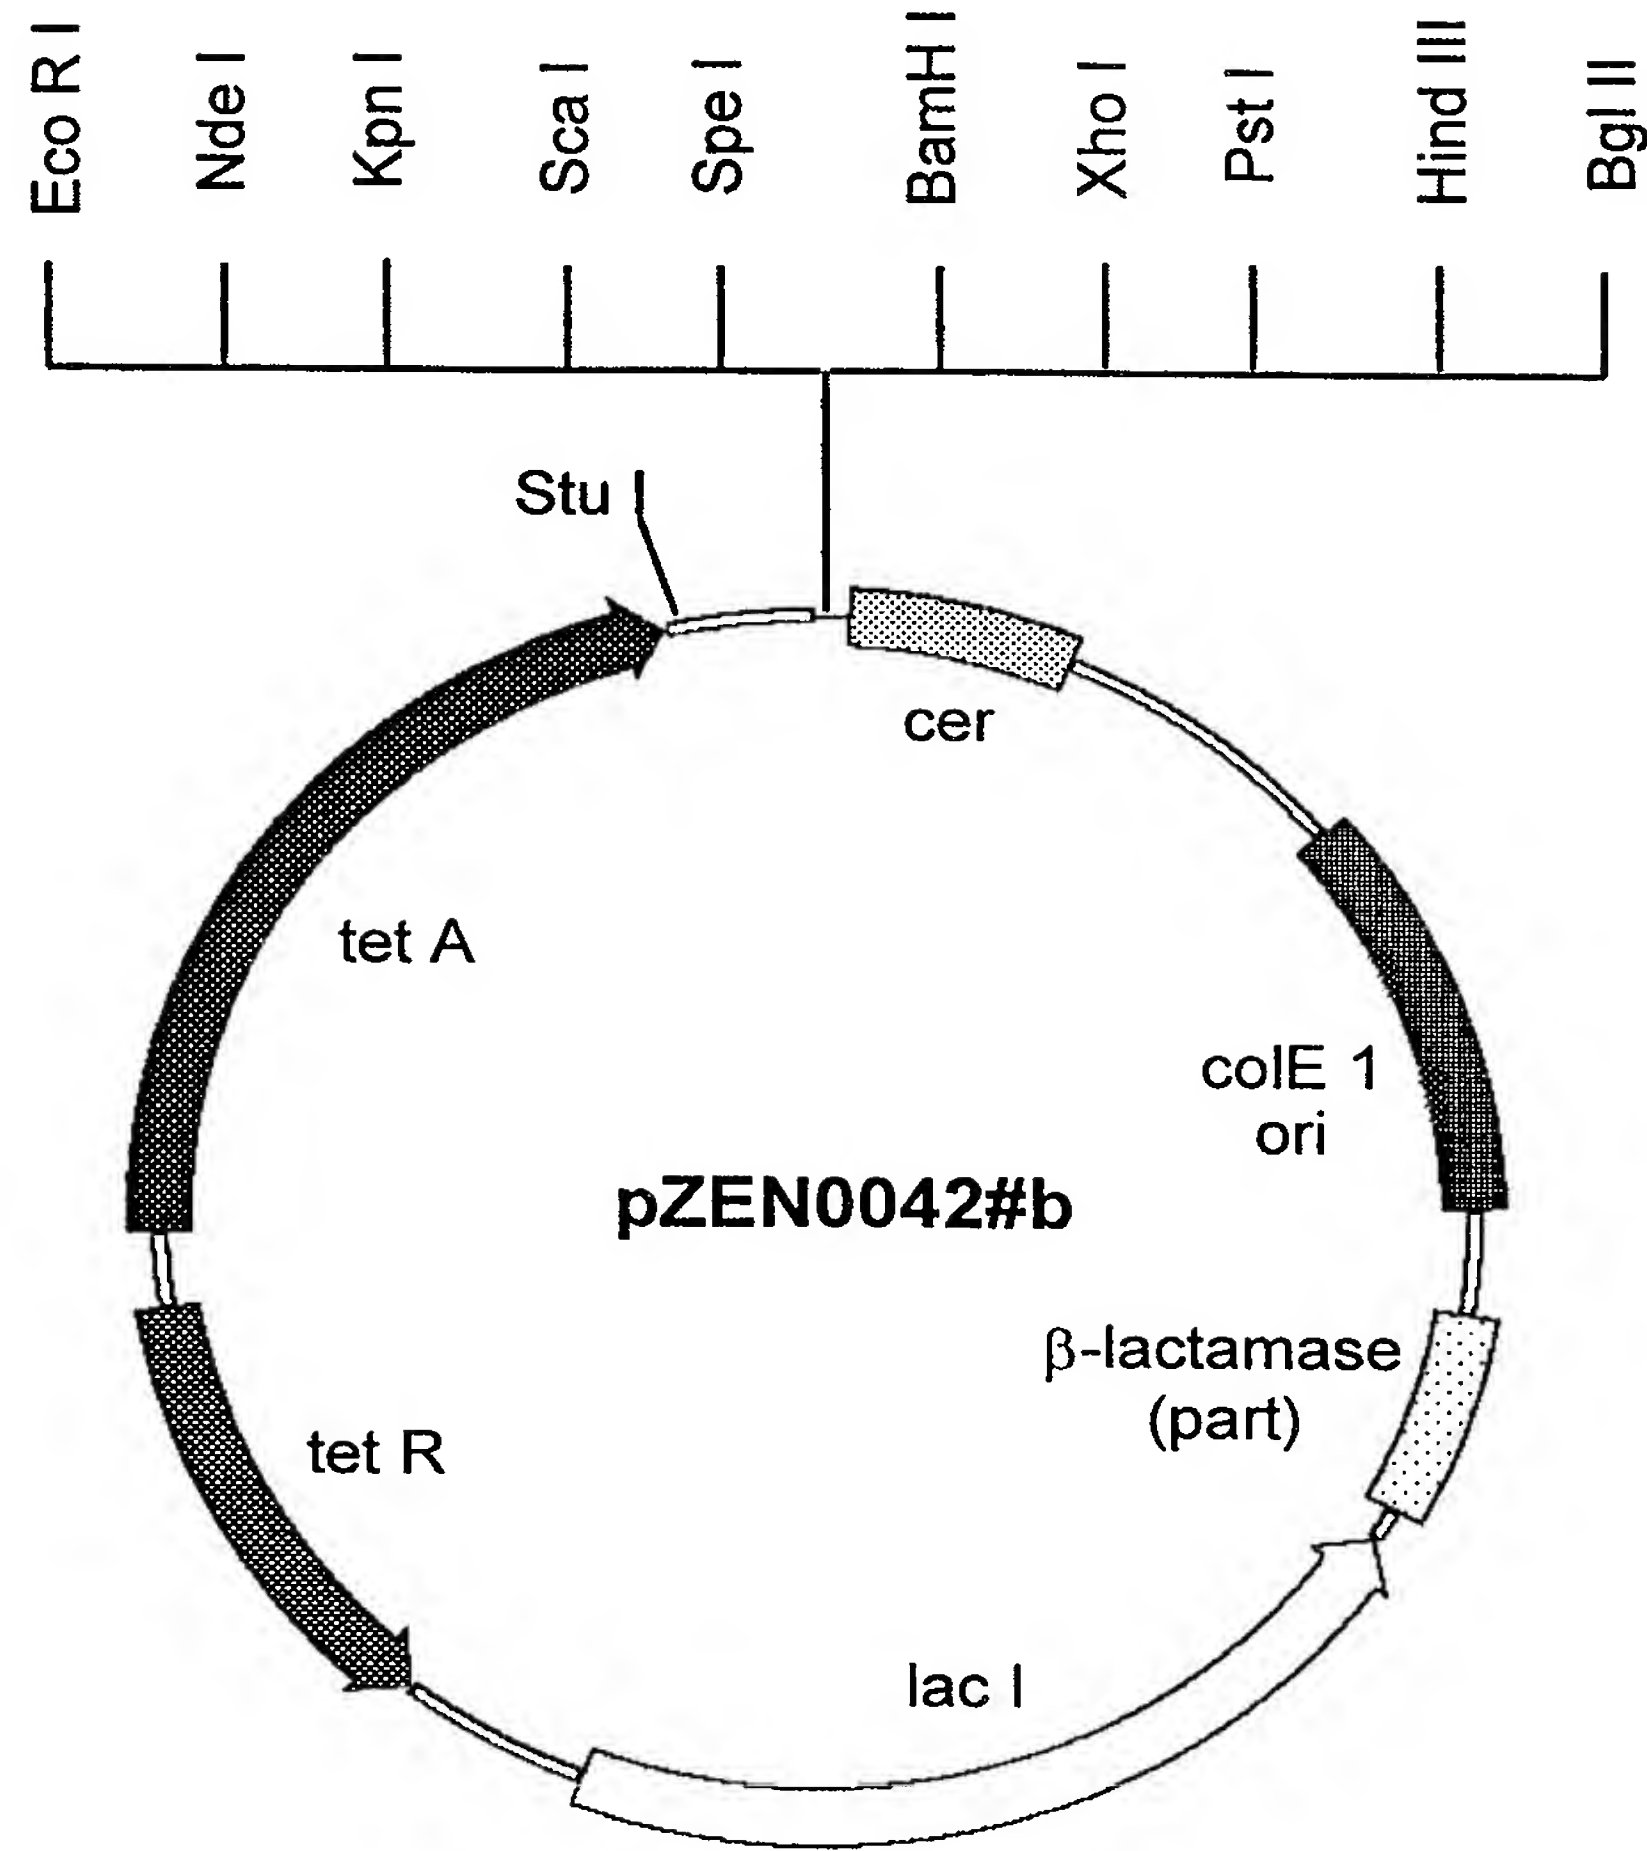 Eco R I
Nde I
Kpn I
Sca I
Spe I
BamH I
Xho I
Pst I
Hind III
Bgl II
Stu I
cer
tet A
colE 1
ori
pZEN0042#b
β-lactamase
(part)
tet R
lac I